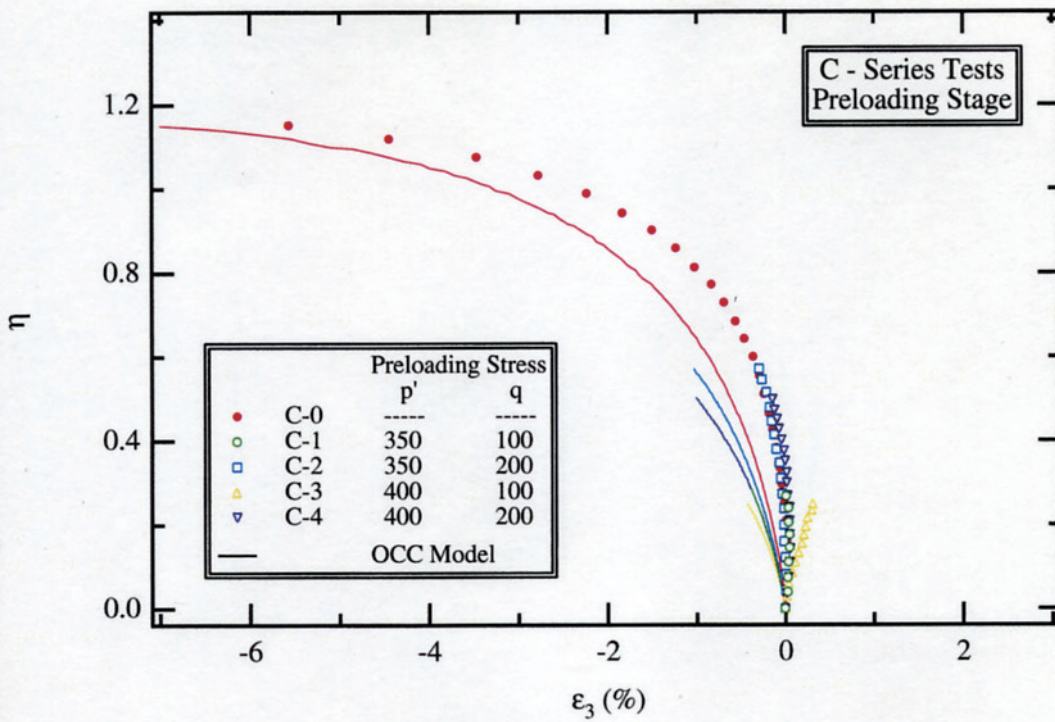 C - Series Tests
Preloading Stage
1.2
0.8
0.4
0.0
η
Preloading Stress
p' q
C-0 ----- -----
C-1 350 100
C-2 350 200
C-3 400 100
C-4 400 200
OCC Model
-6 -4 -2 0 2
ε3 (%)